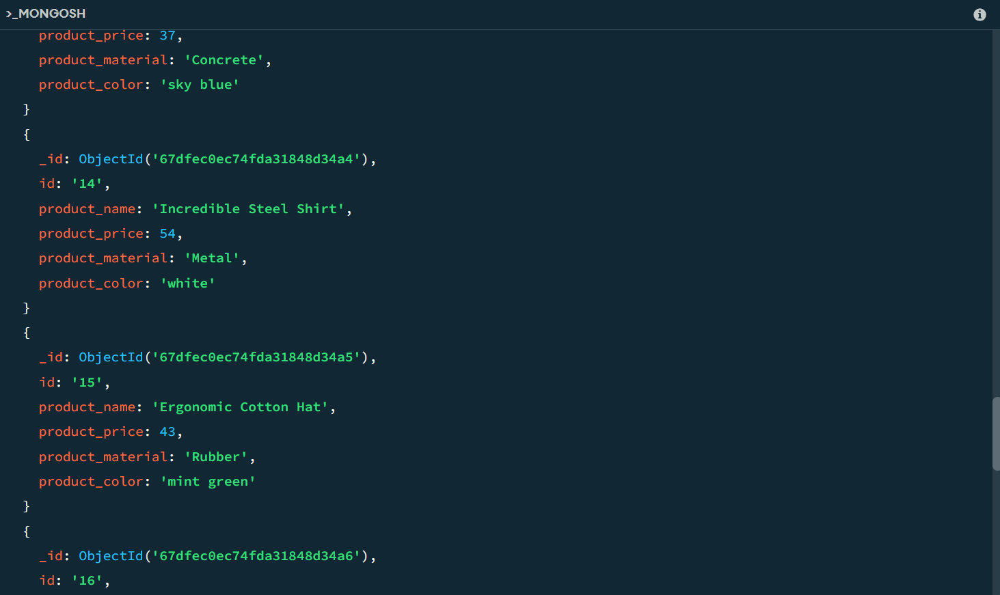 >_MONGOSH
product_price: 37,
product_material: 'Concrete',
product_color: 'sky blue'
}
{
_id: ObjectId('67dfec0ec74fda31848d34a4'),
id: '14',
product_name: 'Incredible Steel Shirt',
product_price: 54,
product_material: 'Metal',
product_color: 'white'
}
{
_id: ObjectId('67dfec0ec74fda31848d34a5'),
id: '15',
product_name: 'Ergonomic Cotton Hat',
product_price: 43,
product_material: 'Rubber',
product_color: 'mint green'
}
{
_id: ObjectId('67dfec0ec74fda31848d34a6'),
id: '16',